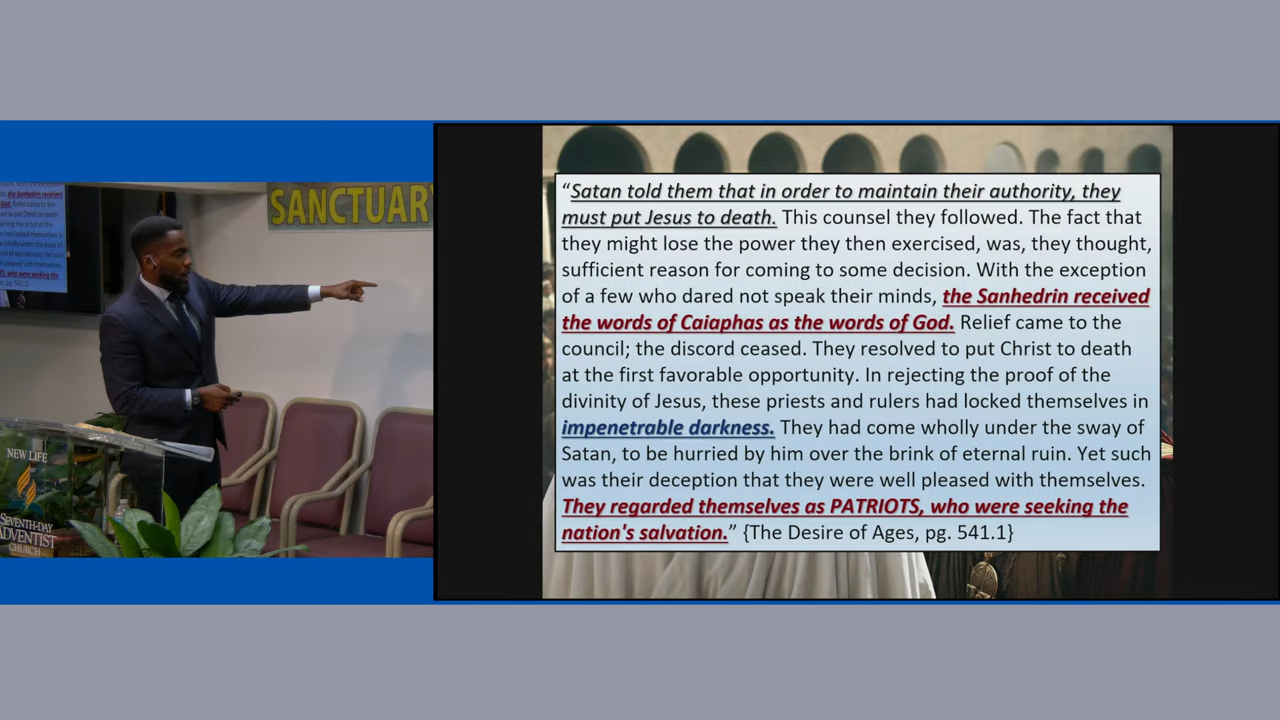 the Sanhedrin received
SANCTUAR
NEW LIFE
SEVENTH-DAY
ADVENTIST
CHURCH
“Satan told them that in order to maintain their authority, they
must put Jesus to death. This counsel they followed. The fact that
they might lose the power they then exercised, was, they thought,
sufficient reason for coming to some decision. With the exception
of a few who dared not speak their minds, the Sanhedrin received
the words of Caiaphas as the words of God. Relief came to the
council; the discord ceased. They resolved to put Christ to death
at the first favorable opportunity. In rejecting the proof of the
divinity of Jesus, these priests and rulers had locked themselves in
impenetrable darkness. They had come wholly under the sway of
Satan, to be hurried by him over the brink of eternal ruin. Yet such
was their deception that they were well pleased with themselves.
They regarded themselves as PATRIOTS, who were seeking the
nation's salvation.” {The Desire of Ages, pg. 541.1}